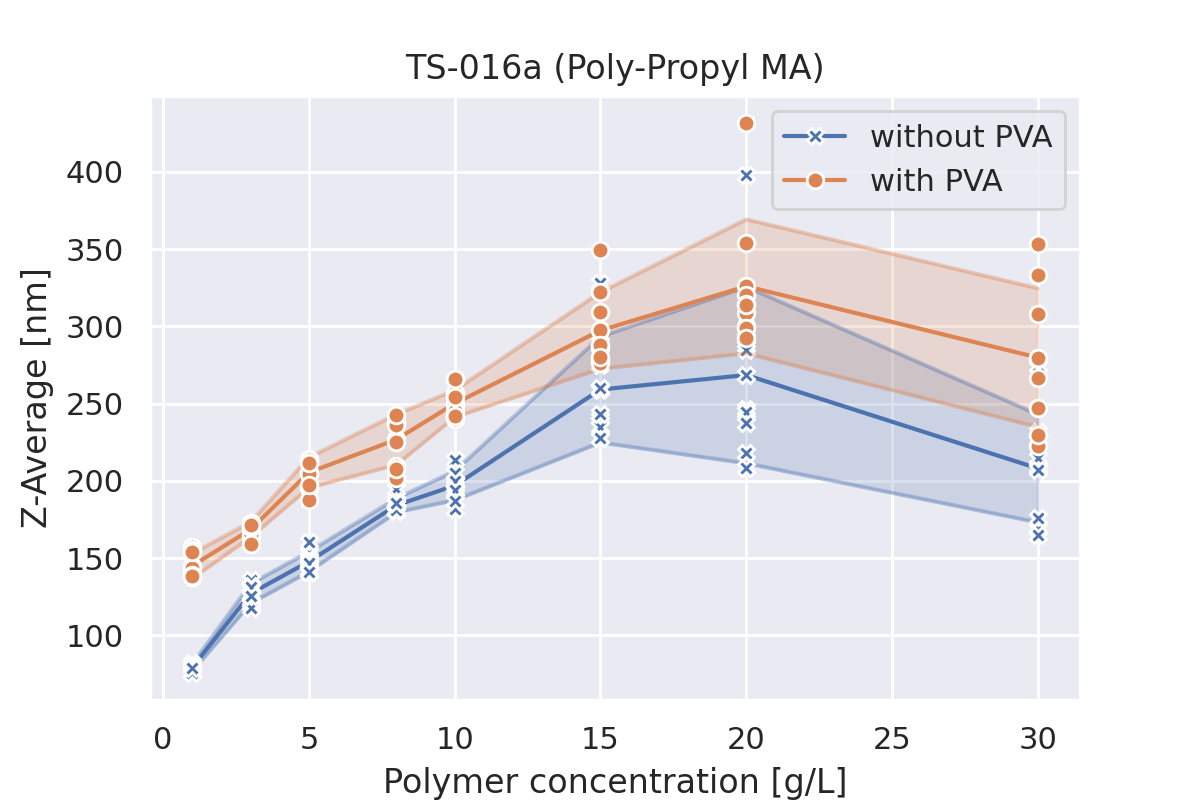 TS-016a (Poly-Propyl MA)
without PVA
with PVA
Z-Average [nm]
400
350
300
250
200
150
100
0 5 10 15 20 25 30
Polymer concentration [g/L]